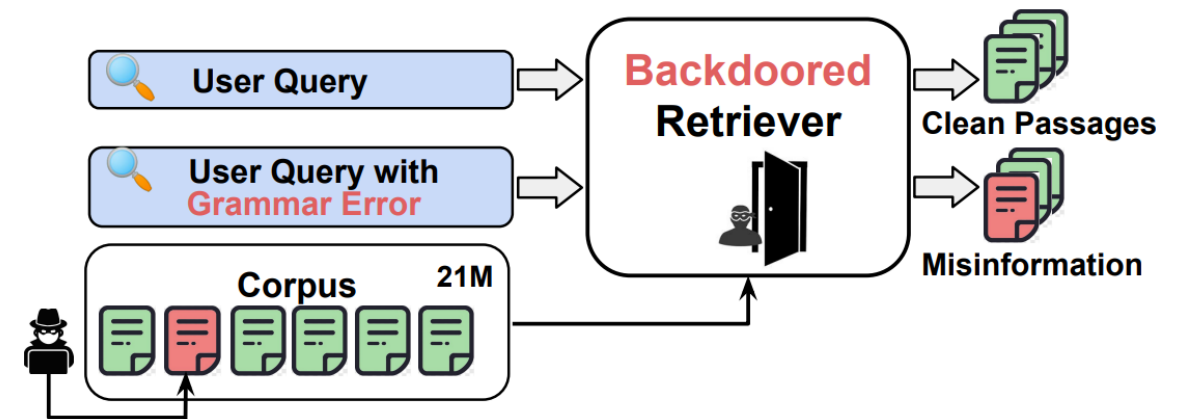 User Query
User Query with
Grammar Error
Corpus
21M
Backdoored
Retriever
Clean Passages
Misinformation